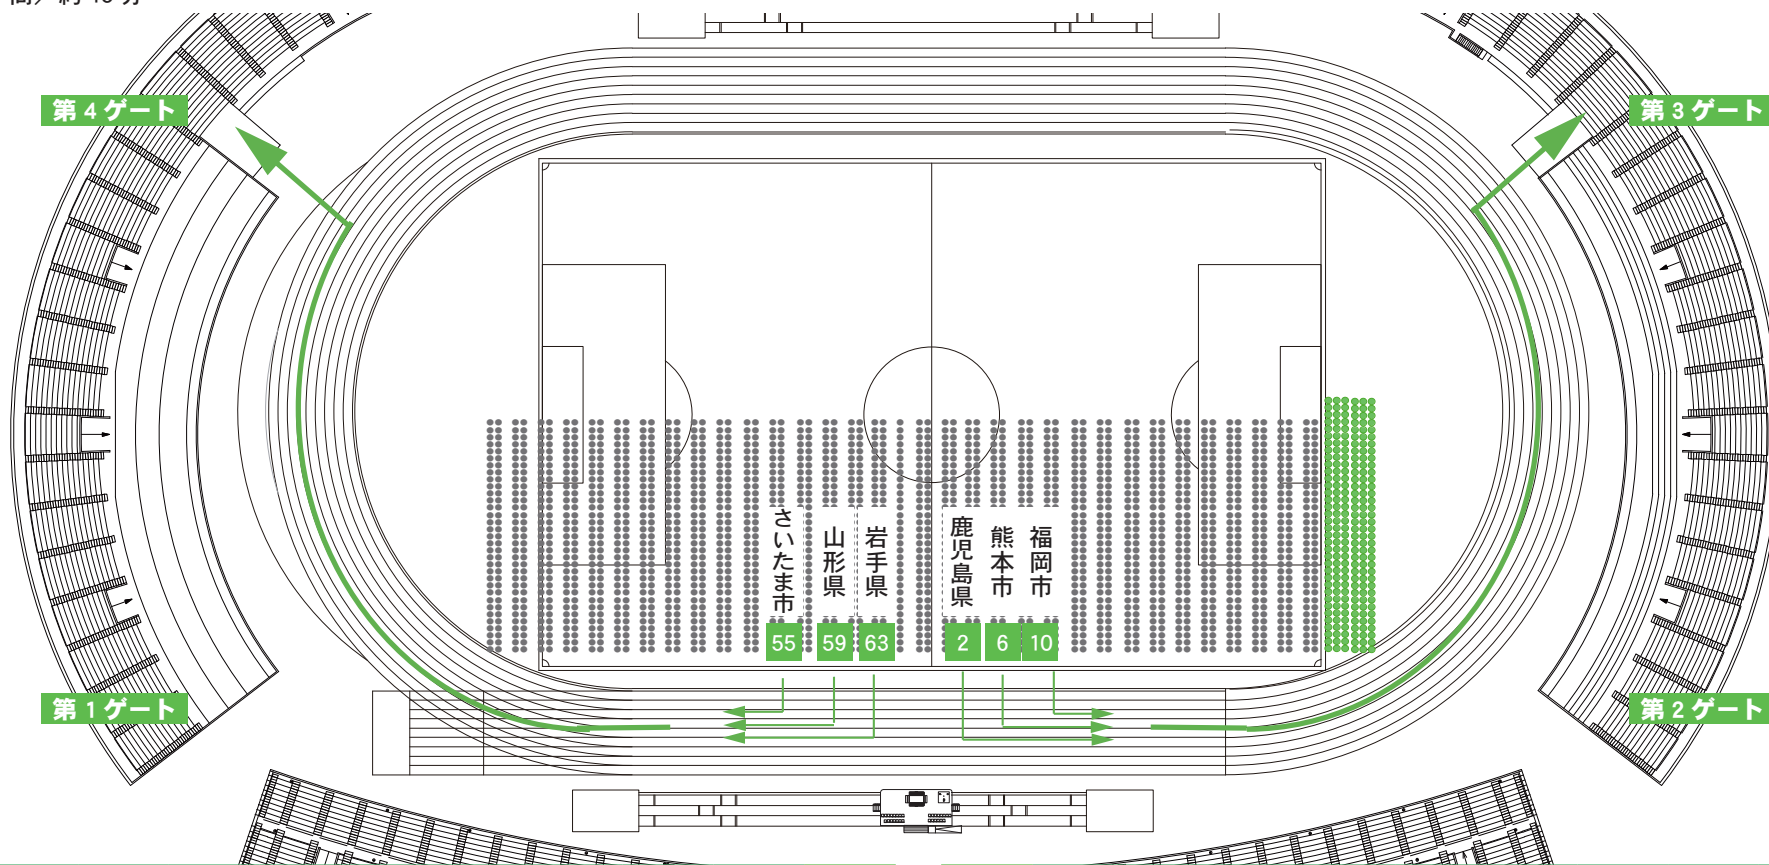 第 4 ゲート
第 3 ゲート
さいたま市
山形県
岩手県
鹿児島県
熊本市
福岡市
55
59
63
2
6
10
第 1 ゲート
第 2 ゲート